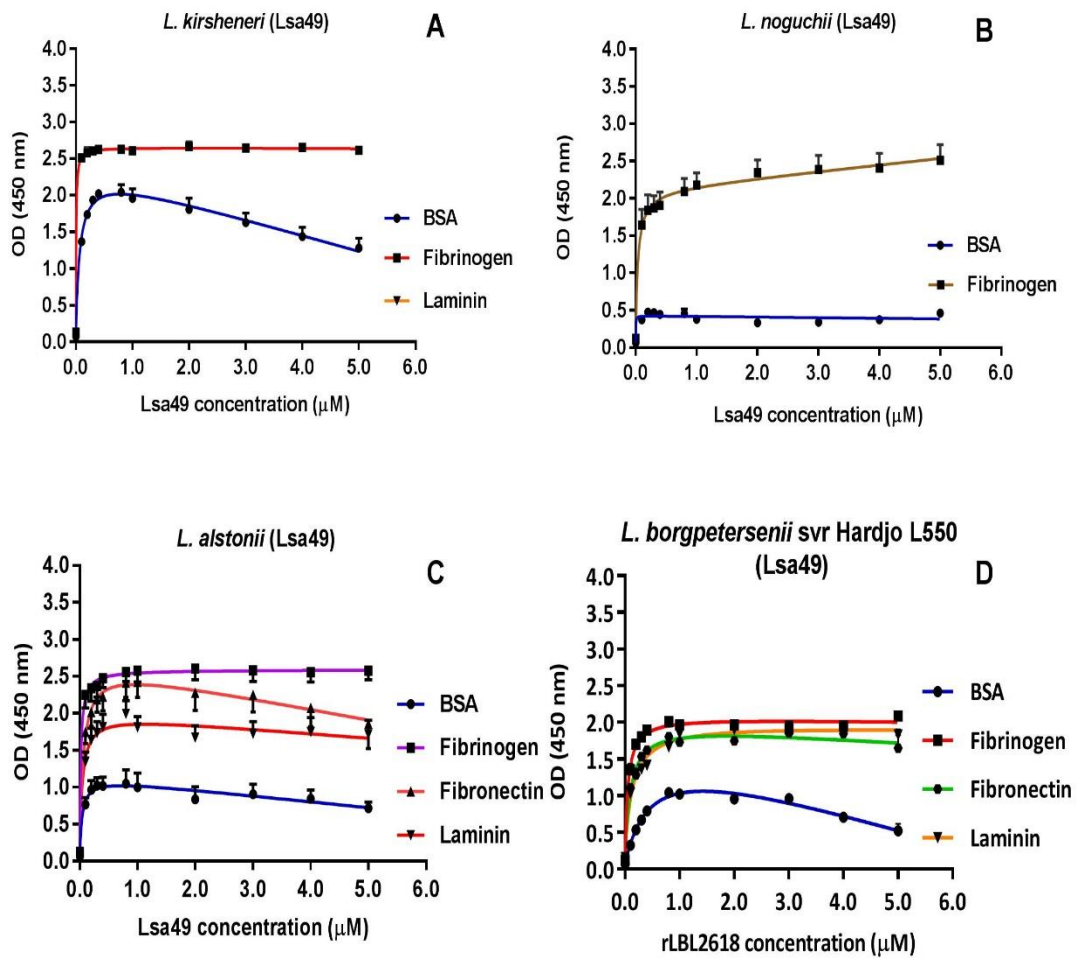 L. kirsheneri (Lsa49)
A
OD (450 nm)
4.0
3.5
3.0
2.5
2.0
1.5
1.0
0.5
0.0
0.0 1.0 2.0 3.0 4.0 5.0 6.0
Lsa49 concentration (μM)
BSA
Fibrinogen
Laminin
L. noguchii (Lsa49)
B
OD (450 nm)
4.0
3.5
3.0
2.5
2.0
1.5
1.0
0.5
0.0
0.0 1.0 2.0 3.0 4.0 5.0 6.0
Lsa49 concentration (μM)
BSA
Fibrinogen
L. alstonii (Lsa49)
C
OD (450 nm)
4.0
3.5
3.0
2.5
2.0
1.5
1.0
0.5
0.0
0.0 1.0 2.0 3.0 4.0 5.0 6.0
Lsa49 concentration (μM)
BSA
Fibrinogen
Fibronectin
Laminin
L. borgpetersenii svr Hardjo L550
(Lsa49)
D
OD (450 nm)
4.0
3.5
3.0
2.5
2.0
1.5
1.0
0.5
0.0
0.0 1.0 2.0 3.0 4.0 5.0 6.0
rLBL2618 concentration (μM)
BSA
Fibrinogen
Fibronectin
Laminin